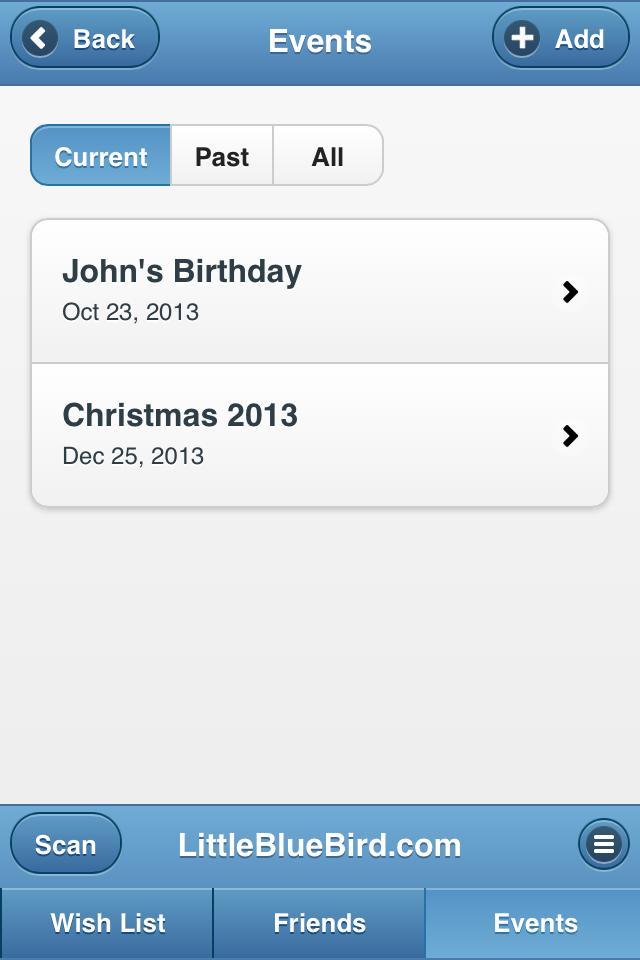 Back Events Add
Current Past All
John's Birthday
Oct 23, 2013
Christmas 2013
Dec 25, 2013
Scan LittleBlueBird.com
Wish List Friends Events